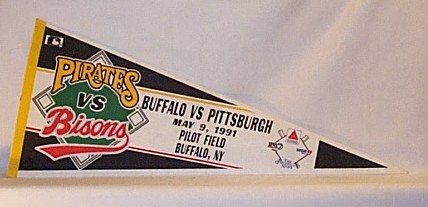 PIRATES
VS
Bisons
BUFFALO VS PITTSBURGH
MAY 9, 1991
PILOT FIELD
BUFFALO, NY